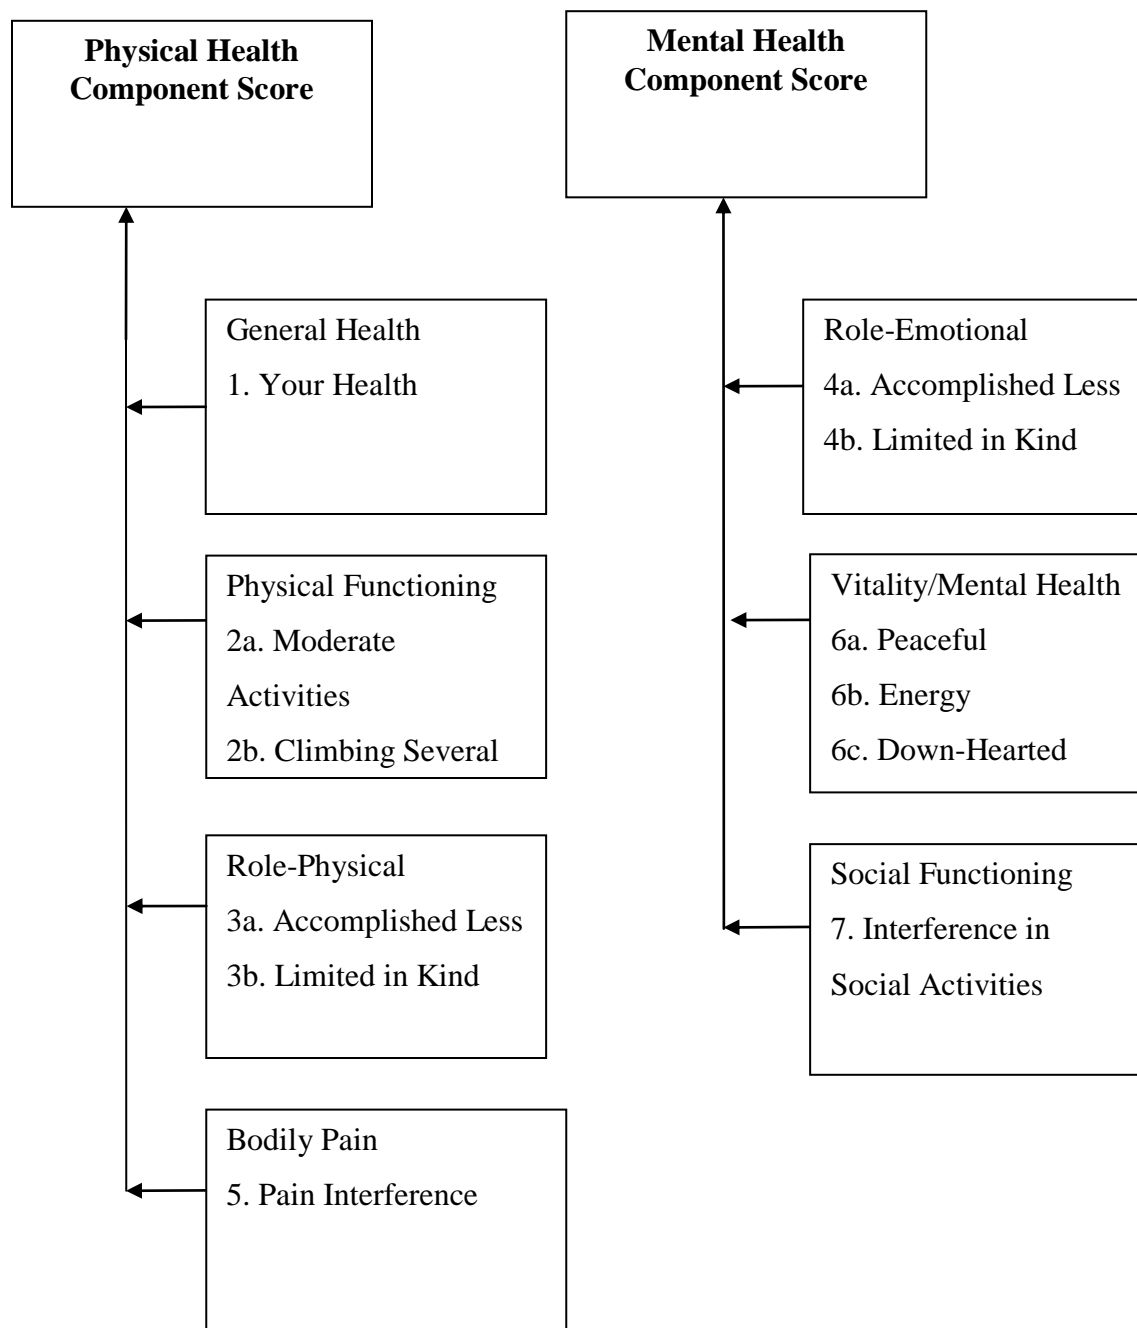 Physical Health
Component Score
General Health
1. Your Health
Physical Functioning
2a. Moderate
Activities
2b. Climbing Several
Role-Physical
3a. Accomplished Less
3b. Limited in Kind
Bodily Pain
5. Pain Interference
Mental Health
Component Score
Role-Emotional
4a. Accomplished Less
4b. Limited in Kind
Vitality/Mental Health
6a. Peaceful
6b. Energy
6c. Down-Hearted
Social Functioning
7. Interference in
Social Activities